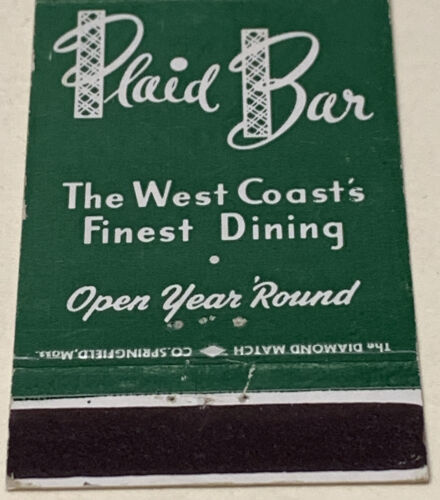 Plaid Bar
The West Coast's
Finest Dining
•
Open Year 'Round
The DIAMOND MATCH CO. SPRINGFIELD, Mass.